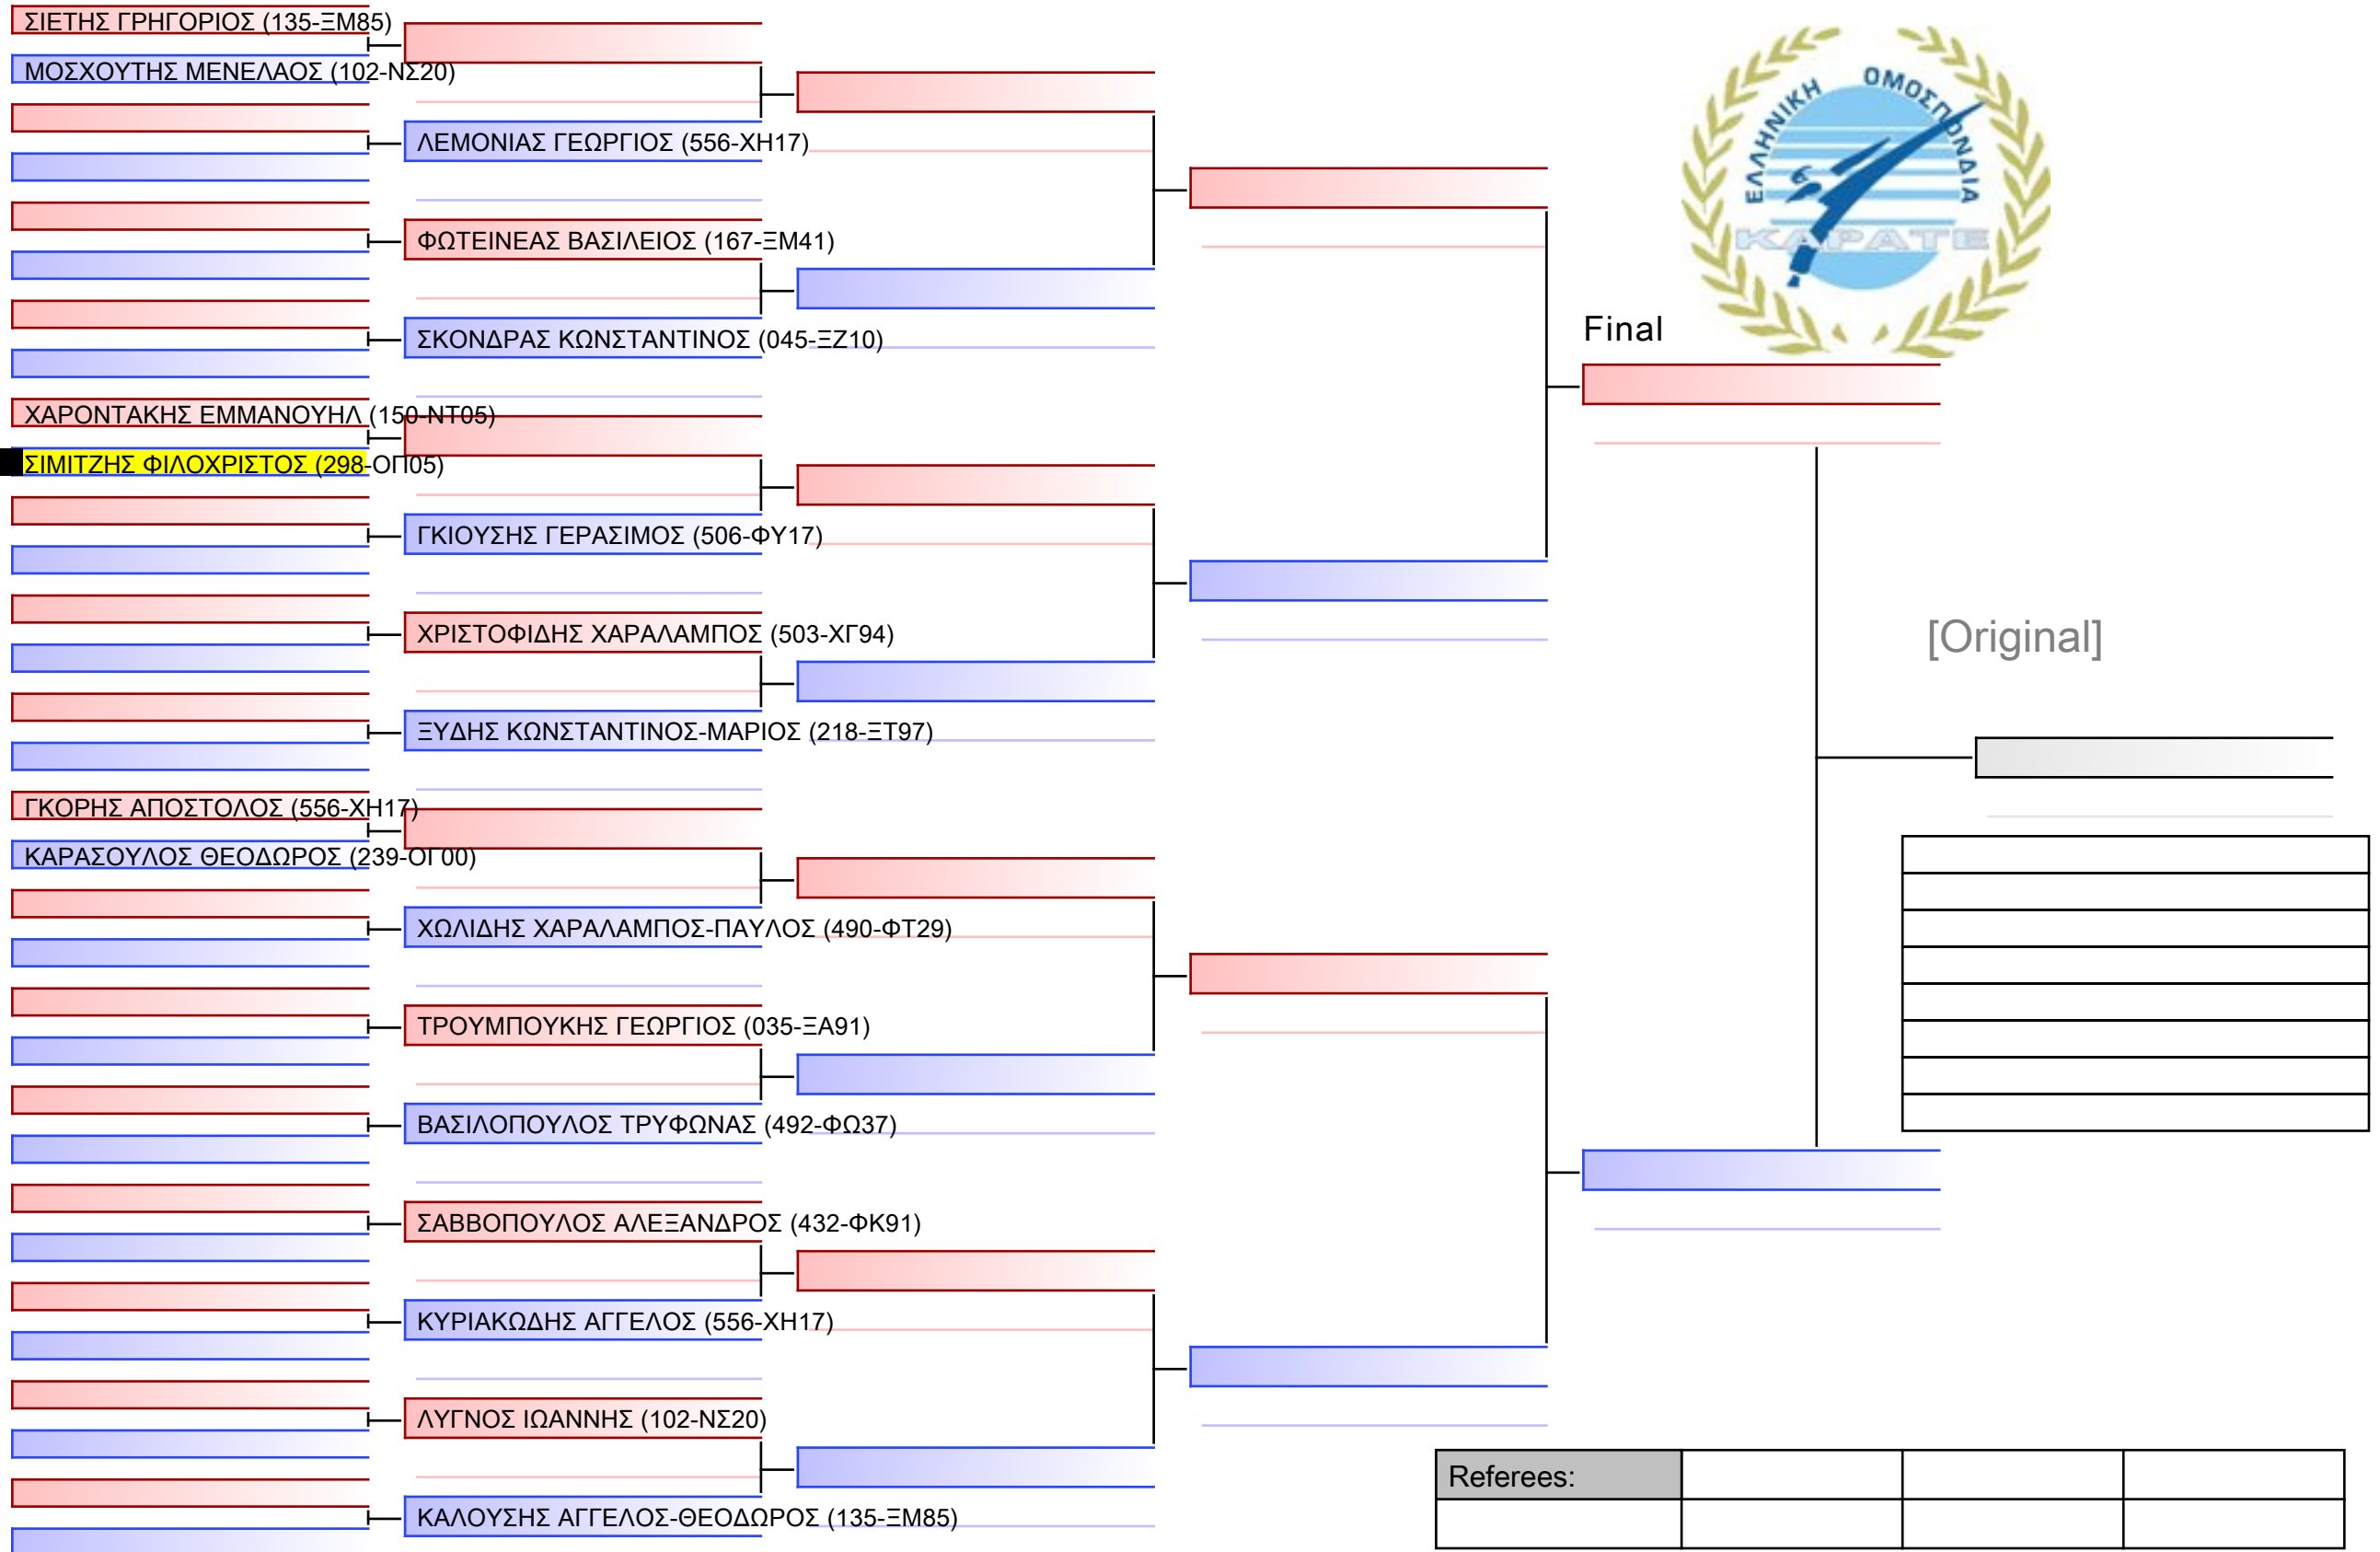 ΣΙΕΤΗΣ ΓΡΗΓΟΡΙΟΣ (135-ΞΜ85)
ΜΟΣΧΟΥΤΗΣ ΜΕΝΕΛΑΟΣ (102-ΝΣ20)
ΛΕΜΟΝΙΑΣ ΓΕΩΡΓΙΟΣ (556-ΧΗ17)
ΦΩΤΕΙΝΕΑΣ ΒΑΣΙΛΕΙΟΣ (167-ΞΜ41)
ΣΚΟΝΔΡΑΣ ΚΩΝΣΤΑΝΤΙΝΟΣ (045-ΞΖ10)
ΧΑΡΟΝΤΑΚΗΣ ΕΜΜΑΝΟΥΗΛ (150-ΝΤ05)
ΣΙΜΙΤΖΗΣ ΦΙΛΟΧΡΙΣΤΟΣ (298-ΟΠ05)
ΓΚΙΟΥΣΗΣ ΓΕΡΑΣΙΜΟΣ (506-ΦΥ17)
ΧΡΙΣΤΟΦΙΔΗΣ ΧΑΡΑΛΑΜΠΟΣ (503-ΧΓ94)
ΞΥΔΗΣ ΚΩΝΣΤΑΝΤΙΝΟΣ-ΜΑΡΙΟΣ (218-ΞΤ97)
ΓΚΟΡΗΣ ΑΠΟΣΤΟΛΟΣ (556-ΧΗ17)
ΚΑΡΑΣΟΥΛΟΣ ΘΕΟΔΩΡΟΣ (239-ΟΓ00)
ΧΩΛΙΔΗΣ ΧΑΡΑΛΑΜΠΟΣ-ΠΑΥΛΟΣ (490-ΦΤ29)
ΤΡΟΥΜΠΟΥΚΗΣ ΓΕΩΡΓΙΟΣ (035-ΞΑ91)
ΒΑΣΙΛΟΠΟΥΛΟΣ ΤΡΥΦΩΝΑΣ (492-ΦΩ37)
ΣΑΒΒΟΠΟΥΛΟΣ ΑΛΕΞΑΝΔΡΟΣ (432-ΦΚ91)
ΚΥΡΙΑΚΩΔΗΣ ΑΓΓΕΛΟΣ (556-ΧΗ17)
ΛΥΓΝΟΣ ΙΩΑΝΝΗΣ (102-ΝΣ20)
ΚΑΛΟΥΣΗΣ ΑΓΓΕΛΟΣ-ΘΕΟΔΩΡΟΣ (135-ΞΜ85)
ΕΛΛΗΝΙΚΗ ΟΜΟΣΠΟΝΔΙΑ
ΚΑΡΑΤΕ
Final
[Original]
Referees: